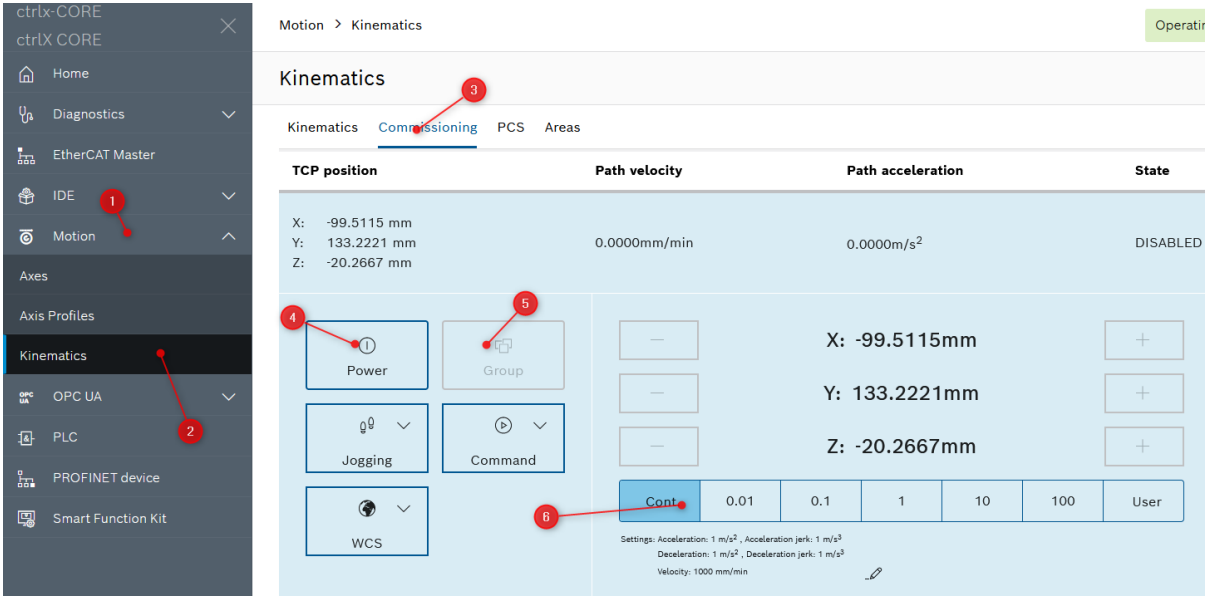 ctrlx-CORE
ctrlX CORE
Home
Diagnostics
EtherCAT Master
IDE
1
Motion
Axes
Axis Profiles
Kinematics
OPC UA
OPC UA
PLC
2
PROFINET device
Smart Function Kit
Motion > Kinematics
Operatin
Kinematics
3
Kinematics Commissioning PCS Areas
TCP position Path velocity Path acceleration State
X: -99.5115 mm
Y: 133.2221 mm 0.0000mm/min 0.0000m/s² DISABLED
Z: -20.2667 mm
4
5
Power Group
Jogging Command
WCS
— X: -99.5115mm +
— Y: 133.2221mm +
— Z: -20.2667mm +
Cont. 0.01 0.1 1 10 100 User
6
Settings: Acceleration: 1 m/s² , Acceleration jerk: 1 m/s³
Deceleration: 1 m/s² , Deceleration jerk: 1 m/s³
Velocity: 1000 mm/min